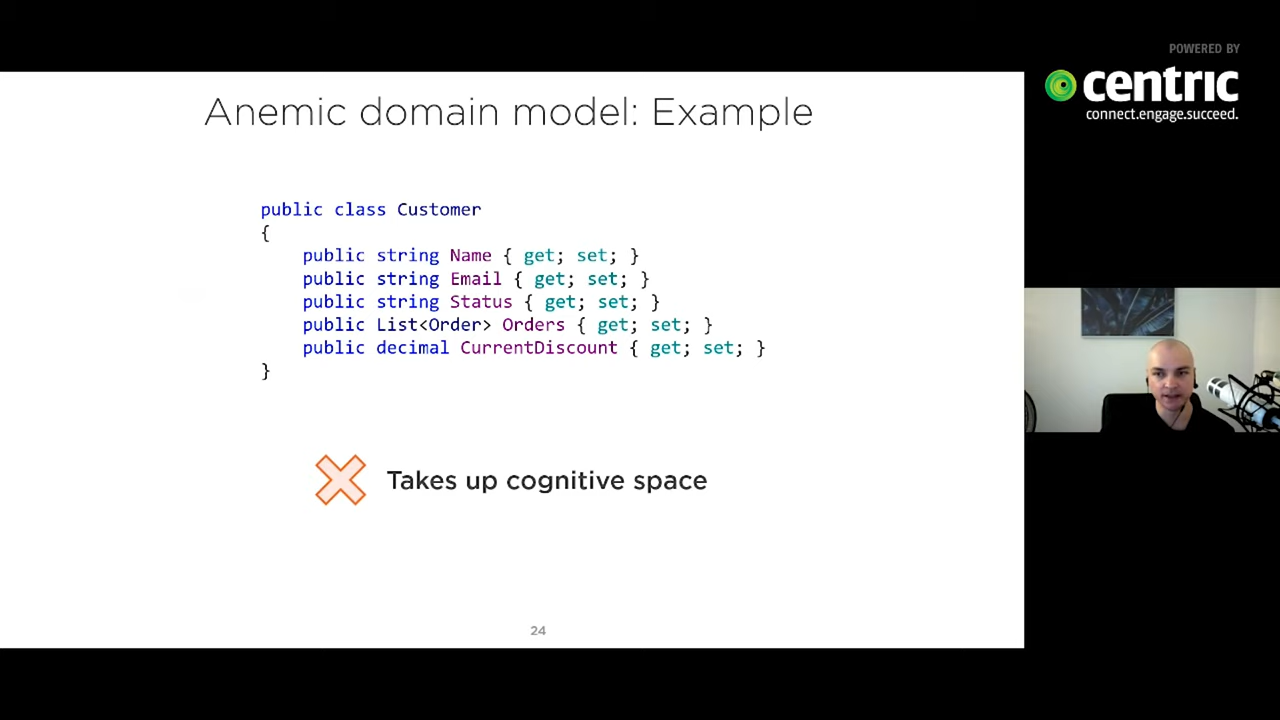 POWERED BY
centric
connect.engage.succeed.
Anemic domain model: Example
public class Customer
{
    public string Name { get; set; }
    public string Email { get; set; }
    public string Status { get; set; }
    public List<Order> Orders { get; set; }
    public decimal CurrentDiscount { get; set; }
}
Takes up cognitive space
24